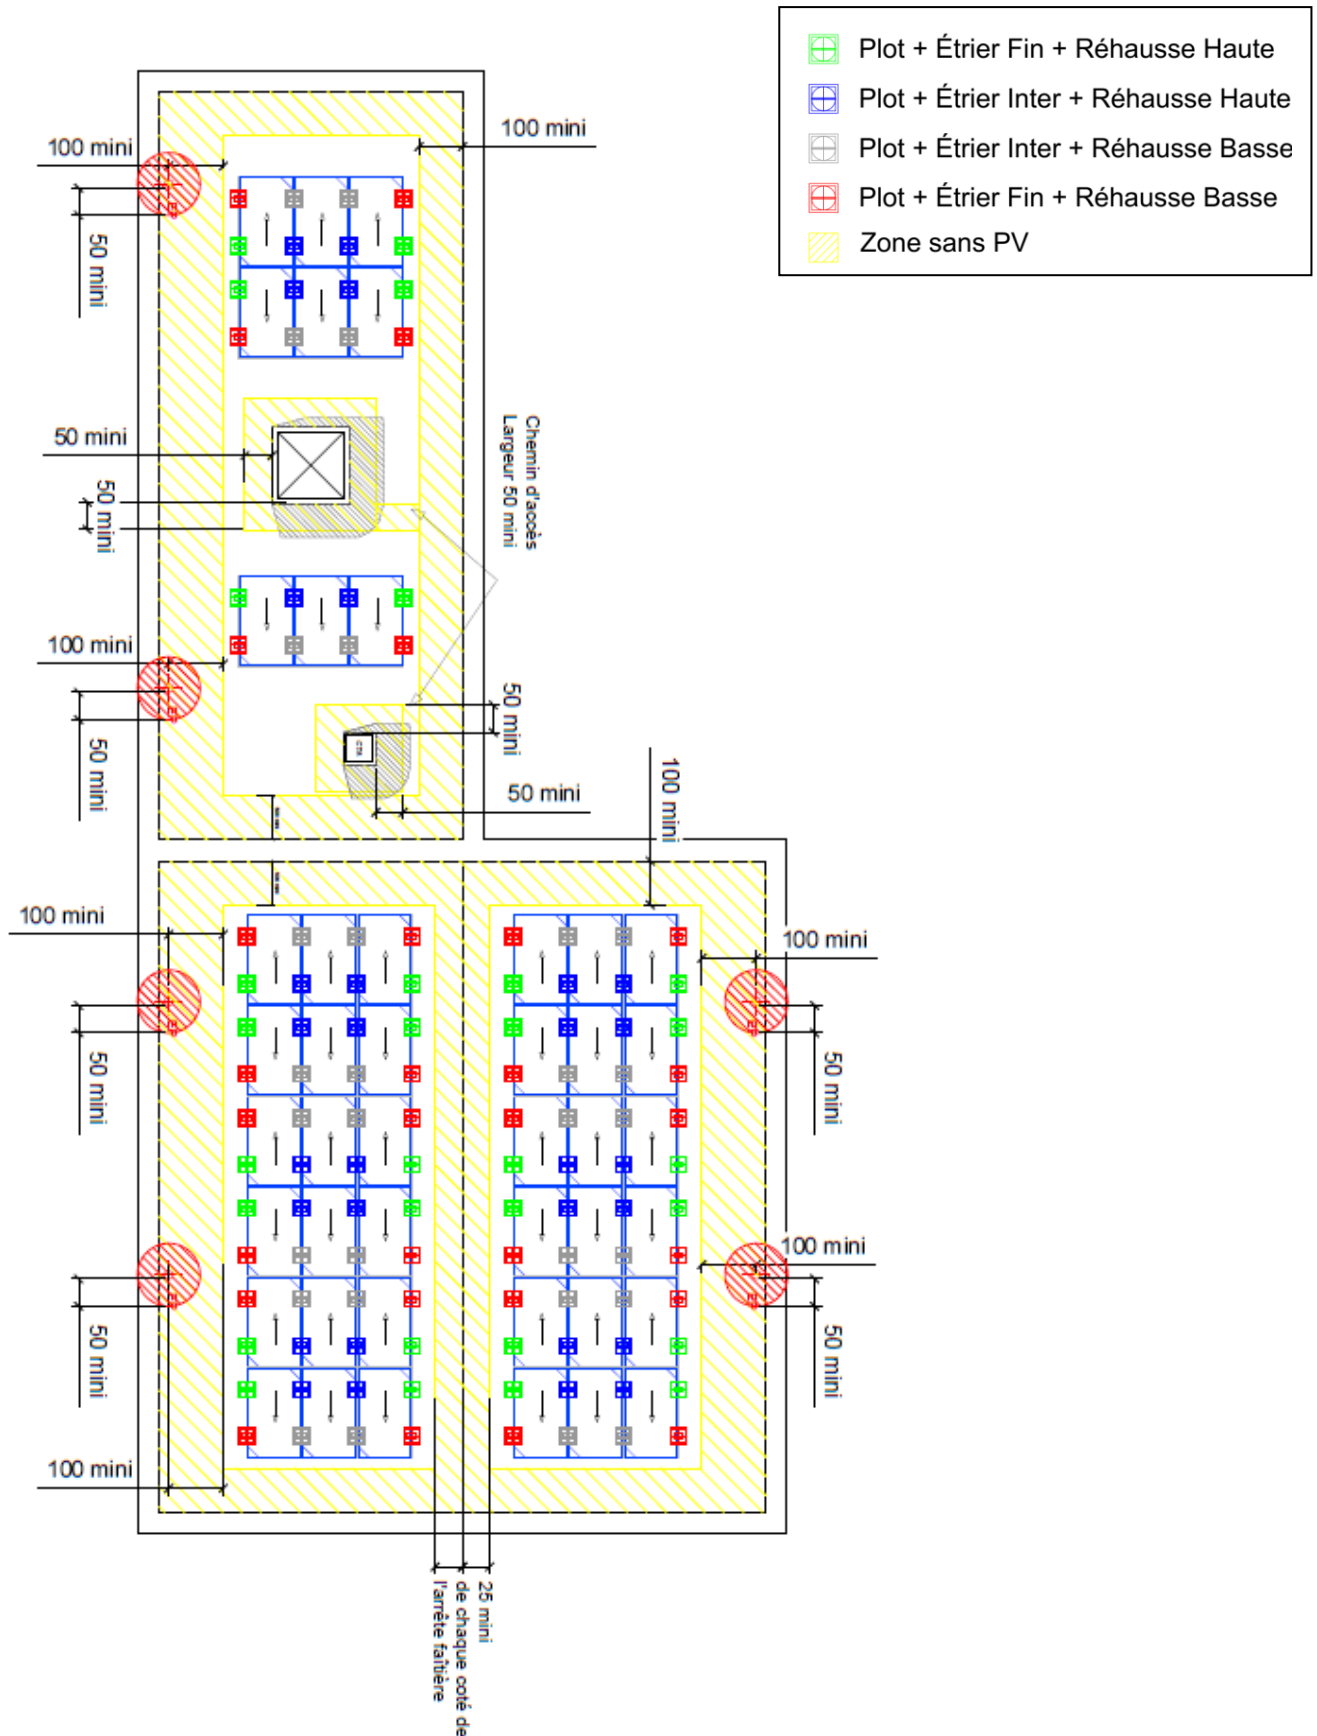 Plot + Étrier Fin + Réhausse Haute
Plot + Étrier Inter + Réhausse Haute
Plot + Étrier Inter + Réhausse Basse
Plot + Étrier Fin + Réhausse Basse
Zone sans PV
100 mini
100 mini
50 mini
Chemin d'accès
Largeur 50 mini
50 mini
50 mini
100 mini
50 mini
50 mini
50 mini
100 mini
100 mini
100 mini
50 mini
50 mini
100 mini
50 mini
50 mini
100 mini
25 mini
de chaque coté de
l'arrête faîtière